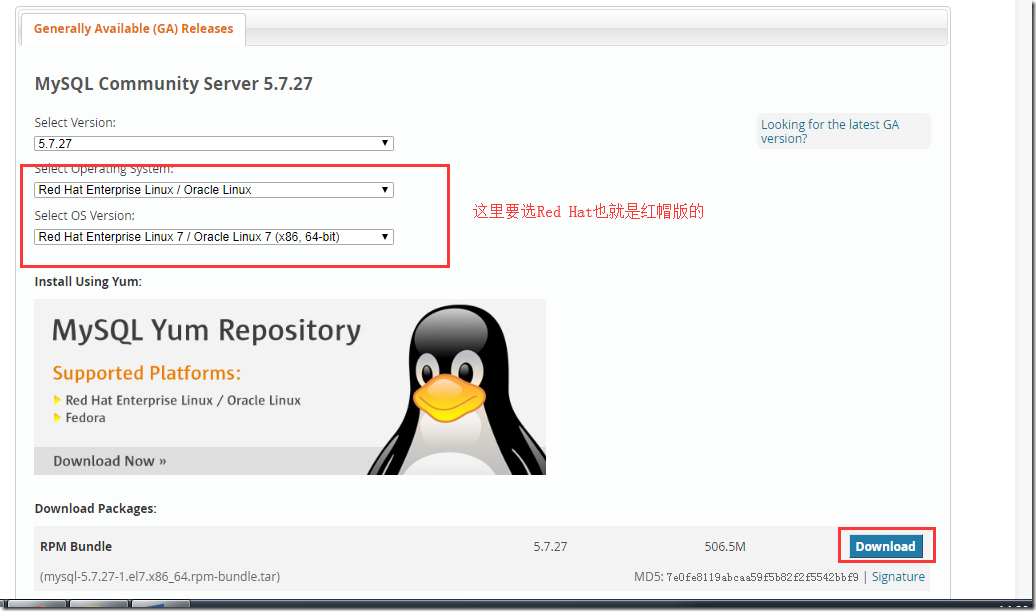 Generally Available (GA) Releases
MySQL Community Server 5.7.27
Select Version:
5.7.27
Looking for the latest GA
version?
Select Operating System:
Red Hat Enterprise Linux / Oracle Linux
Select OS Version:
Red Hat Enterprise Linux 7 / Oracle Linux 7 (x86, 64-bit)
这里要选Red Hat也就是红帽版的
Install Using Yum:
MySQL Yum Repository
Supported Platforms:
Red Hat Enterprise Linux / Oracle Linux
Fedora
Download Now »
Download Packages:
RPM Bundle 5.7.27 506.5M Download
(mysql-5.7.27-1.el7.x86_64.rpm-bundle.tar) MD5: 7e0fe8119abcaa59f5b82f2f5542bbf9 | Signature